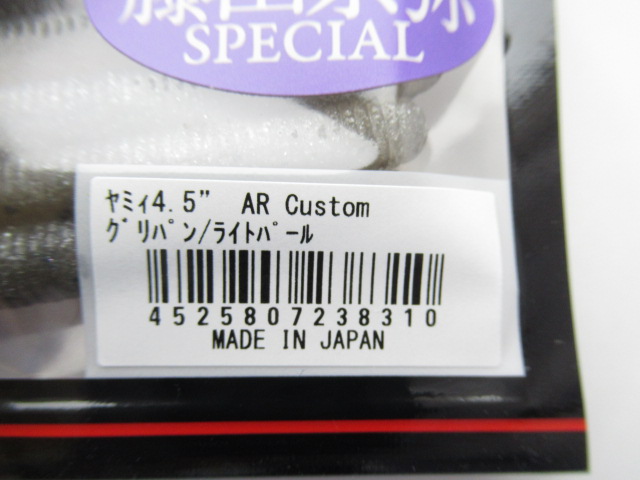 SPECIAL
ヤミィ4.5" AR Custom
グリパン/ライトパール
4525807238310
MADE IN JAPAN